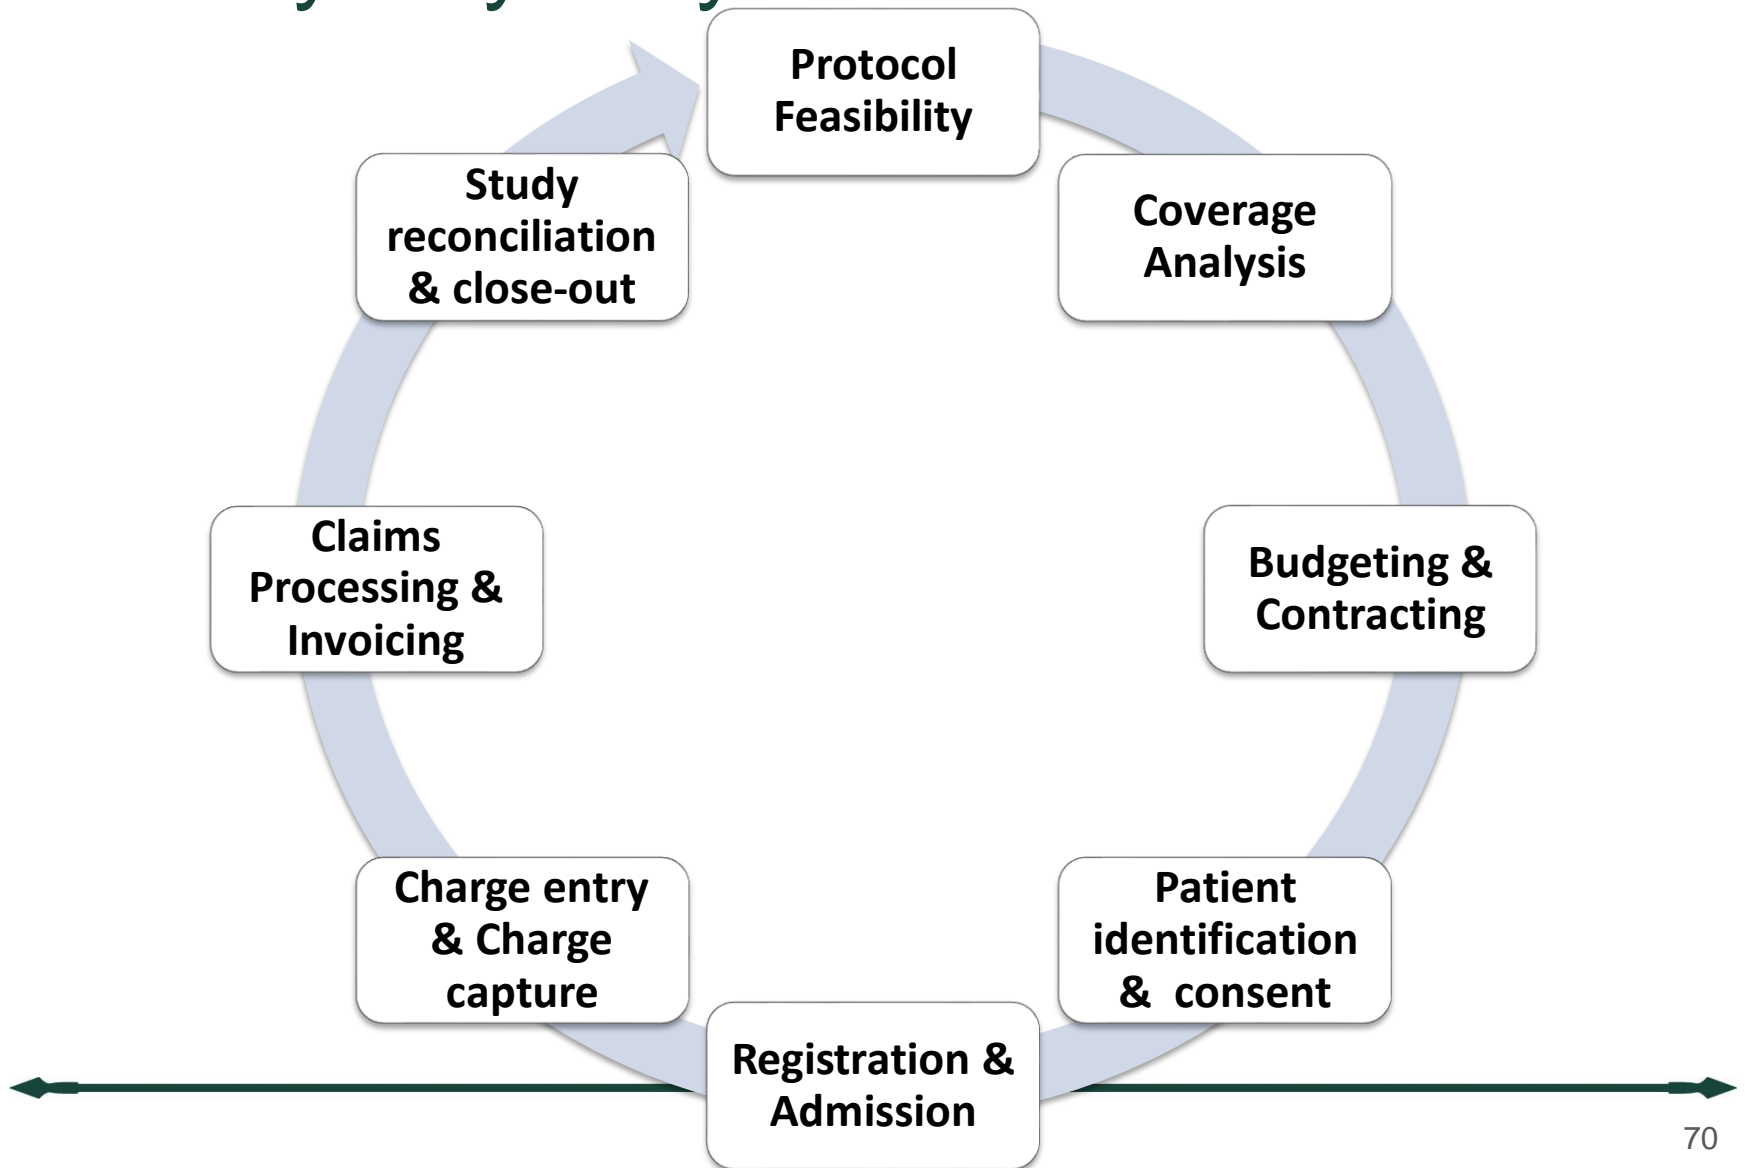 Protocol
Feasibility
Coverage
Analysis
Budgeting &
Contracting
Patient
identification
& consent
Registration &
Admission
Charge entry
& Charge
capture
Claims
Processing &
Invoicing
Study
reconciliation
& close-out
70